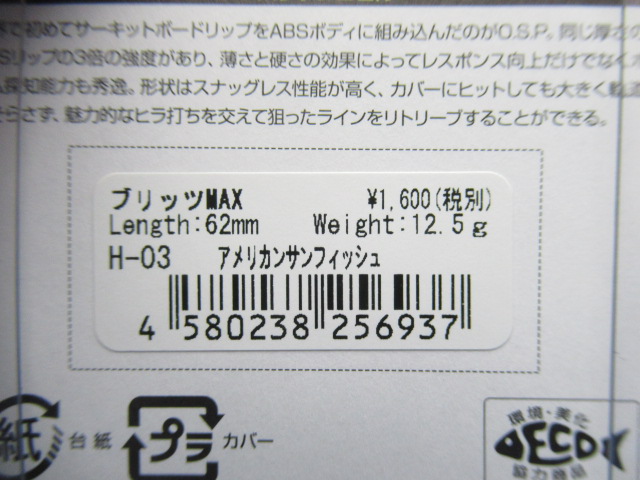 で初めてサーキットボードリップをABSボディに組み込んだのがO.S.P。同じ厚さの
Sリップの3倍の強度があり、薄さと硬さの効果によってレスポンス向上だけでなく
探知能力も秀逸。形状はスナッグレス性能が高く、カバーにヒットしても大きく軌道
そらさず、魅力的なヒラ打ちを交えて狙ったラインをリトリーブすることができる。
ブリッツMAX ¥1,600(税別)
Length:62mm Weight:12.5g
H-03 アメリカンサンフィッシュ
4 580238 256937
紙 台紙 プラ カバー
環境・美化
DECO
協力商品